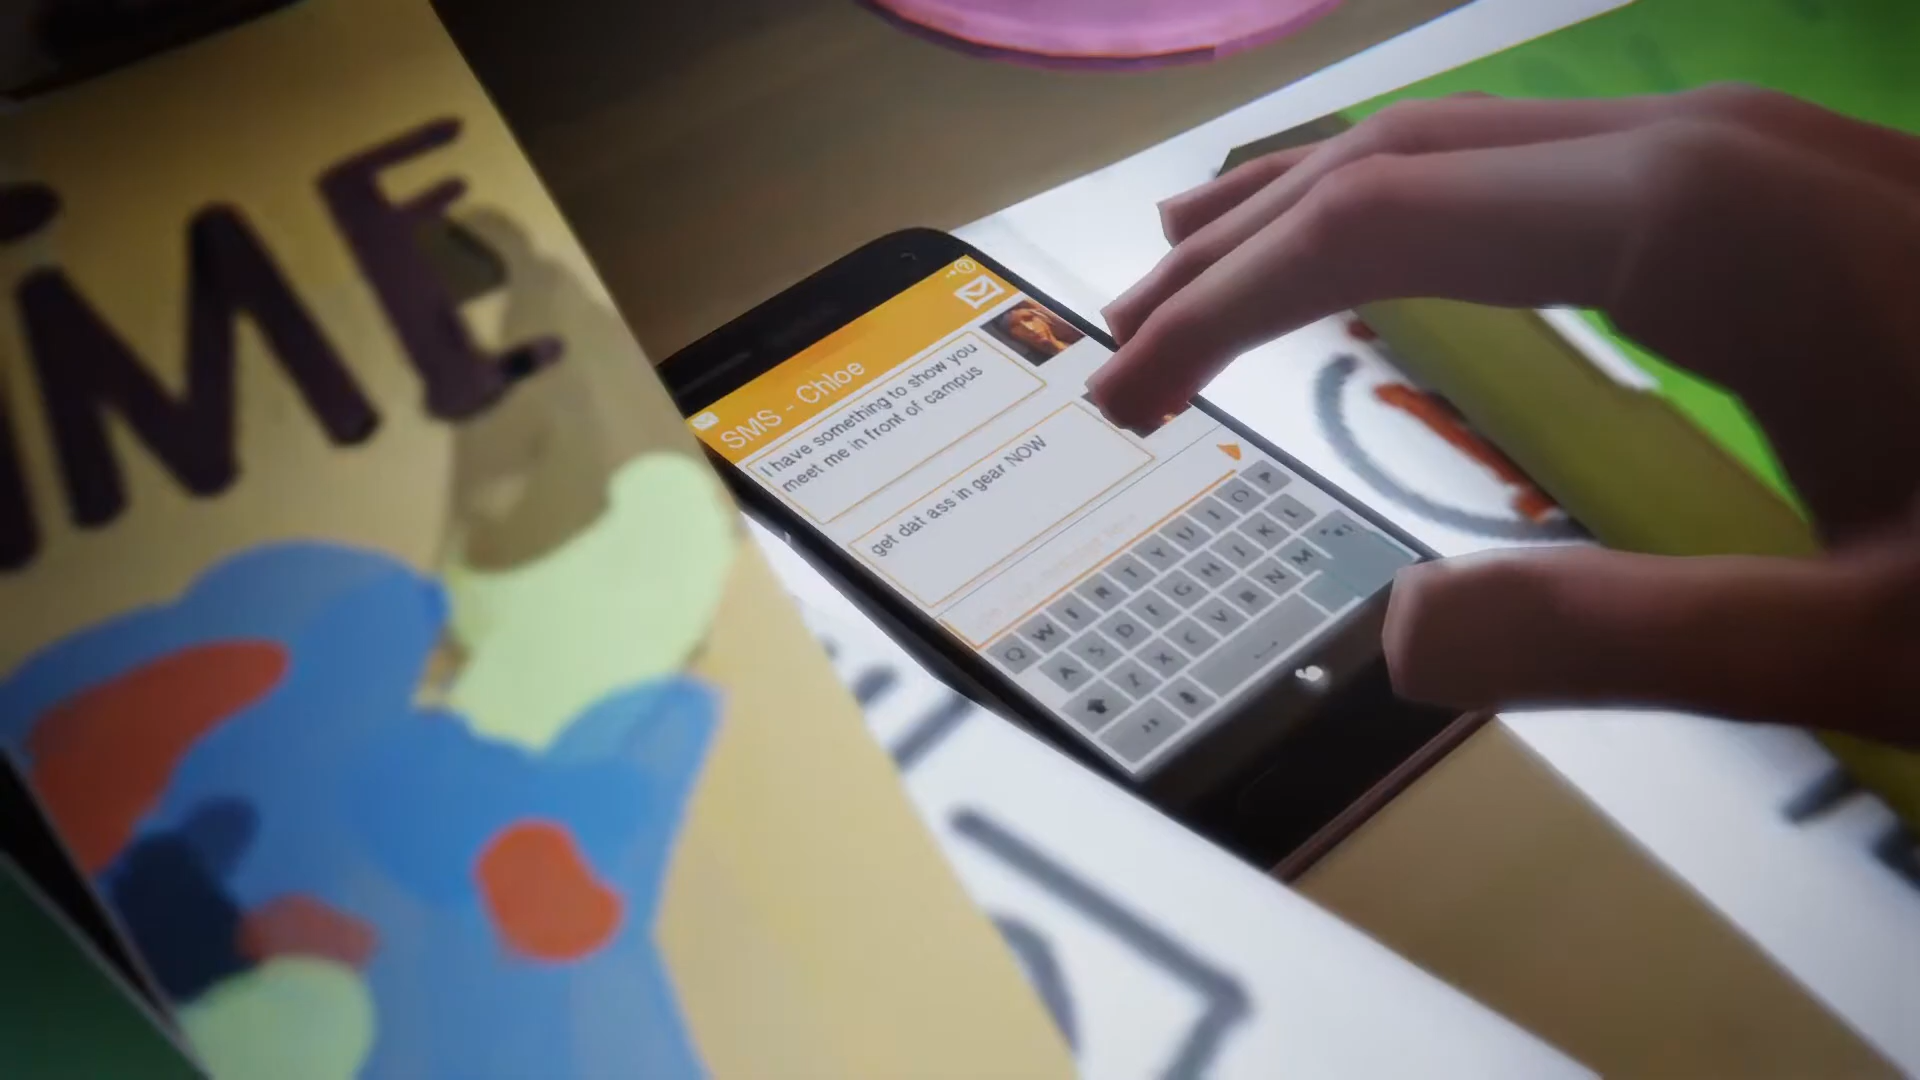 IME
SMS - Chloe
I have something to show you
meet me in front of campus
get dat ass in gear NOW
Q W E R T Y U I O P
A S D F G H J K L
Z X C V B N M